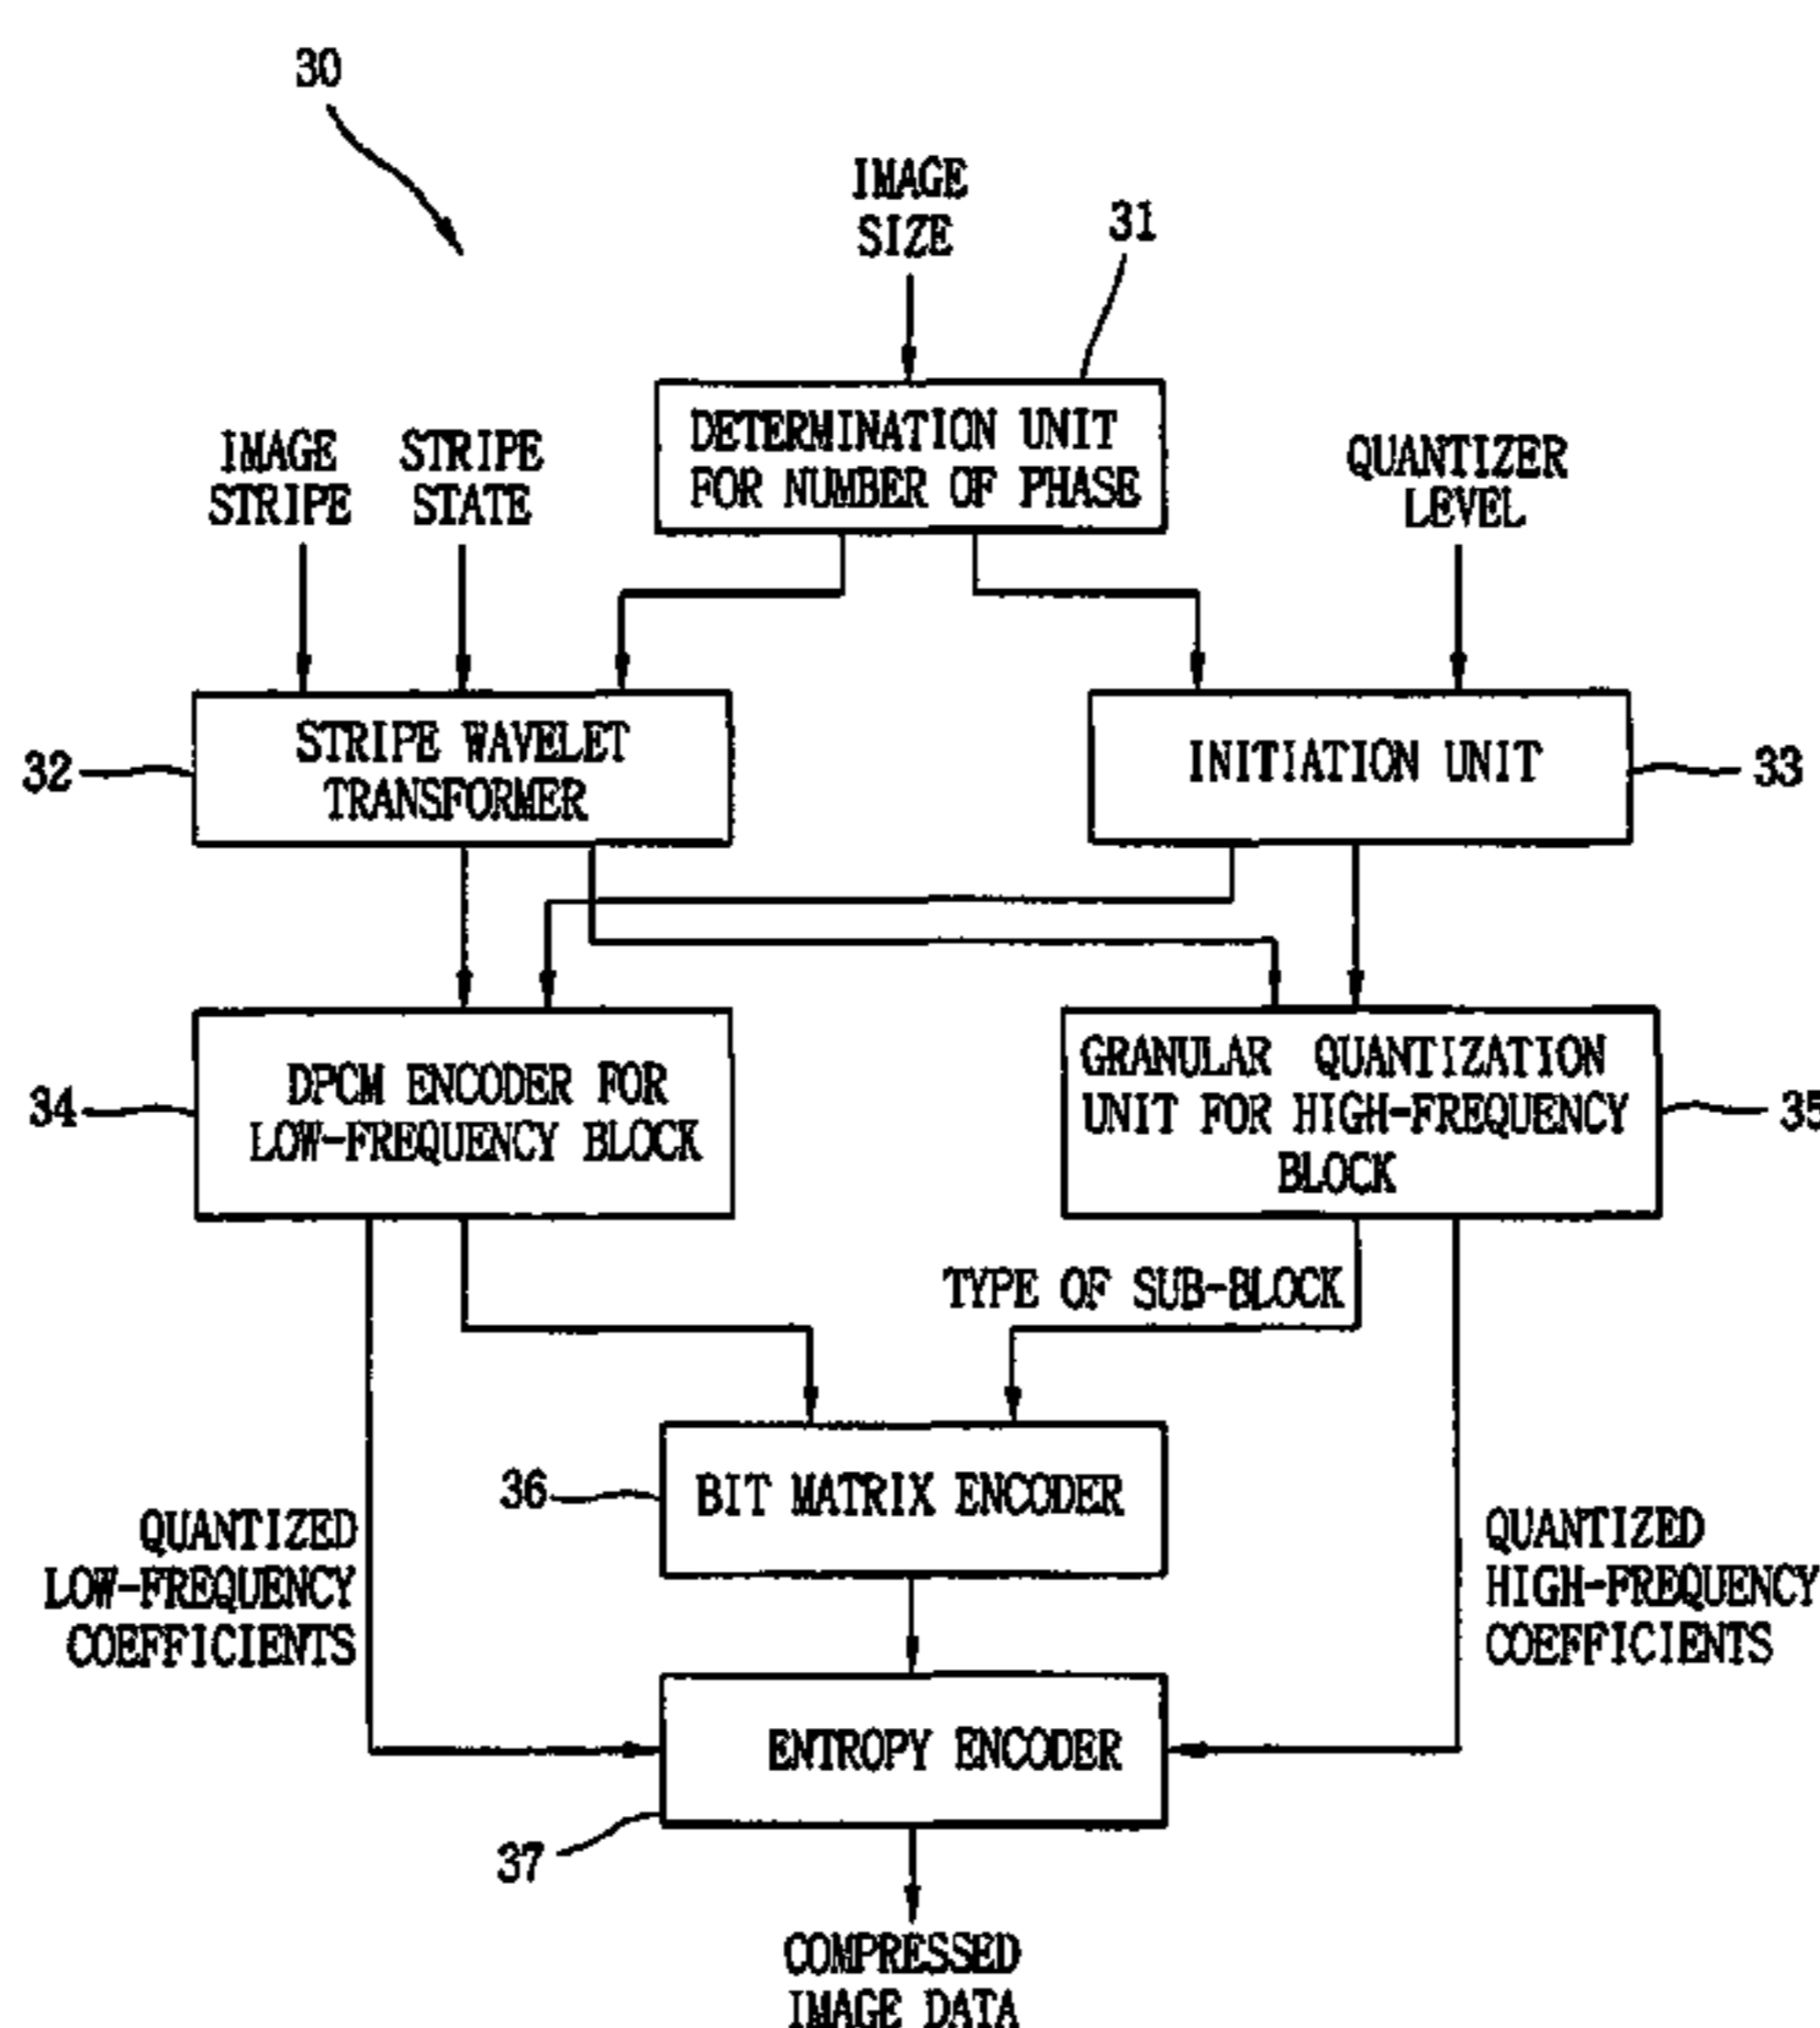 30
IMAGE
SIZE
31
DETERMINATION UNIT
FOR NUMBER OF PHASE
IMAGE
STRIPE
STRIPE
STATE
QUANTIZER
LEVEL
32
STRIPE WAVELET
TRANSFORMER
INITIATION UNIT
33
34
DPCM ENCODER FOR
LOW-FREQUENCY BLOCK
GRANULAR QUANTIZATION
UNIT FOR HIGH-FREQUENCY
BLOCK
35
TYPE OF SUB-BLOCK
36
BIT MATRIX ENCODER
QUANTIZED
LOW-FREQUENCY
COEFFICIENTS
QUANTIZED
HIGH-FREQUENCY
COEFFICIENTS
ENTROPY ENCODER
37
COMPRESSED
IMAGE DATA